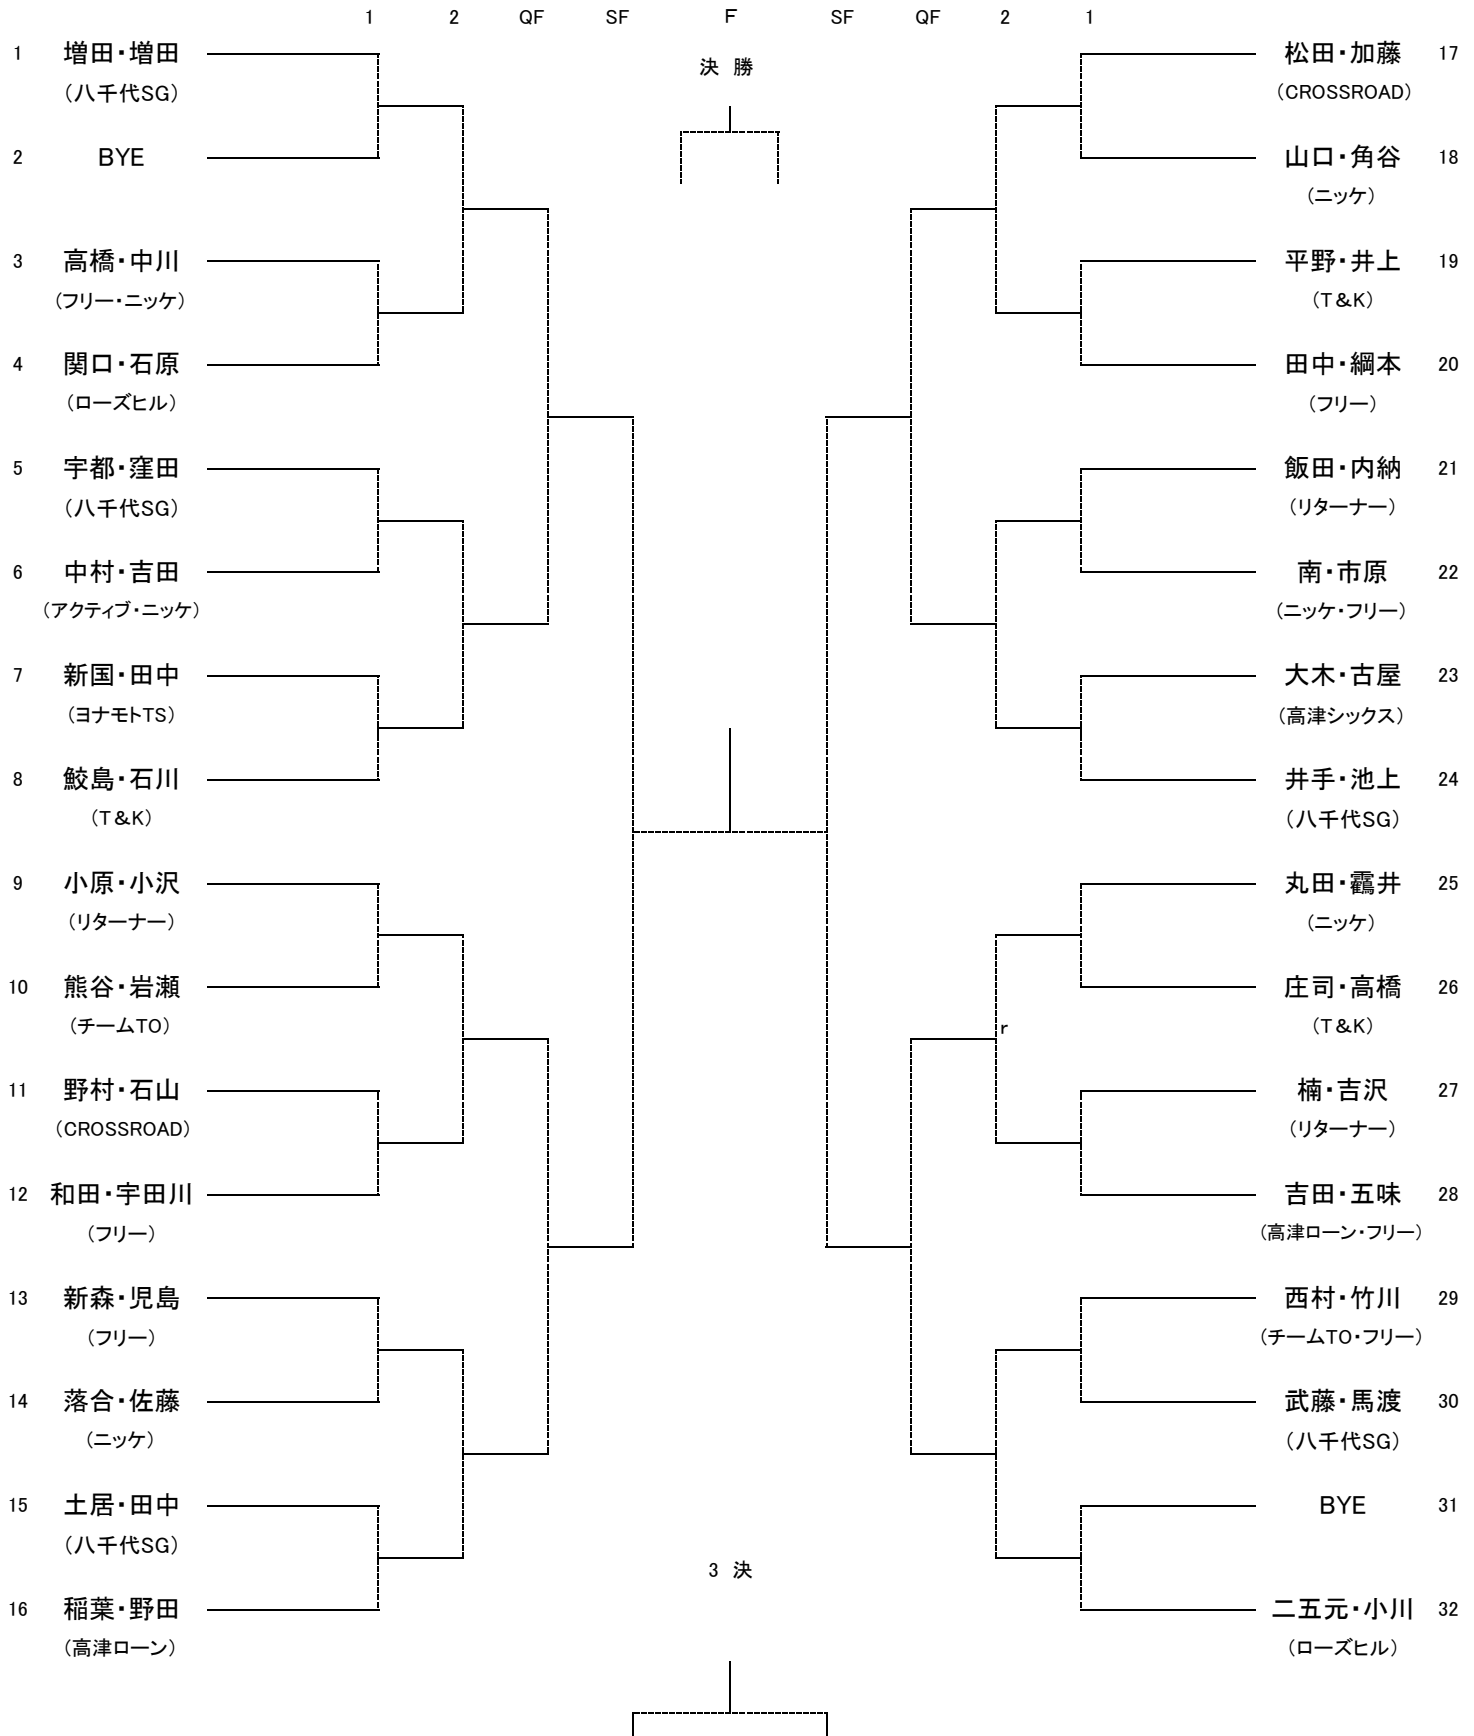 1 2 QF SF F SF QF 2 1
決 勝
1 増田・増田
（八千代SG）
2 BYE
3 高橋・中川
（フリー・ニッケ）
4 関口・石原
（ローズヒル）
5 宇都・窪田
（八千代SG）
6 中村・吉田
（アクティブ・ニッケ）
7 新国・田中
（ヨナモトTS）
8 鮫島・石川
（T＆K）
9 小原・小沢
（リターナー）
10 熊谷・岩瀬
（チームTO）
11 野村・石山
（CROSSROAD）
12 和田・宇田川
（フリー）
13 新森・児島
（フリー）
14 落合・佐藤
（ニッケ）
15 土居・田中
（八千代SG）
16 稲葉・野田
（高津ローン）
松田・加藤 17
（CROSSROAD）
山口・角谷 18
（ニッケ）
平野・井上 19
（T＆K）
田中・綱本 20
（フリー）
飯田・内納 21
（リターナー）
南・市原 22
（ニッケ・フリー）
大木・古屋 23
（高津シックス）
井手・池上 24
（八千代SG）
丸田・靏井 25
（ニッケ）
庄司・高橋 26
（T＆K）
r
楠・吉沢 27
（リターナー）
吉田・五味 28
（高津ローン・フリー）
西村・竹川 29
（チームTO・フリー）
武藤・馬渡 30
（八千代SG）
BYE 31
二五元・小川 32
（ローズヒル）
3 決